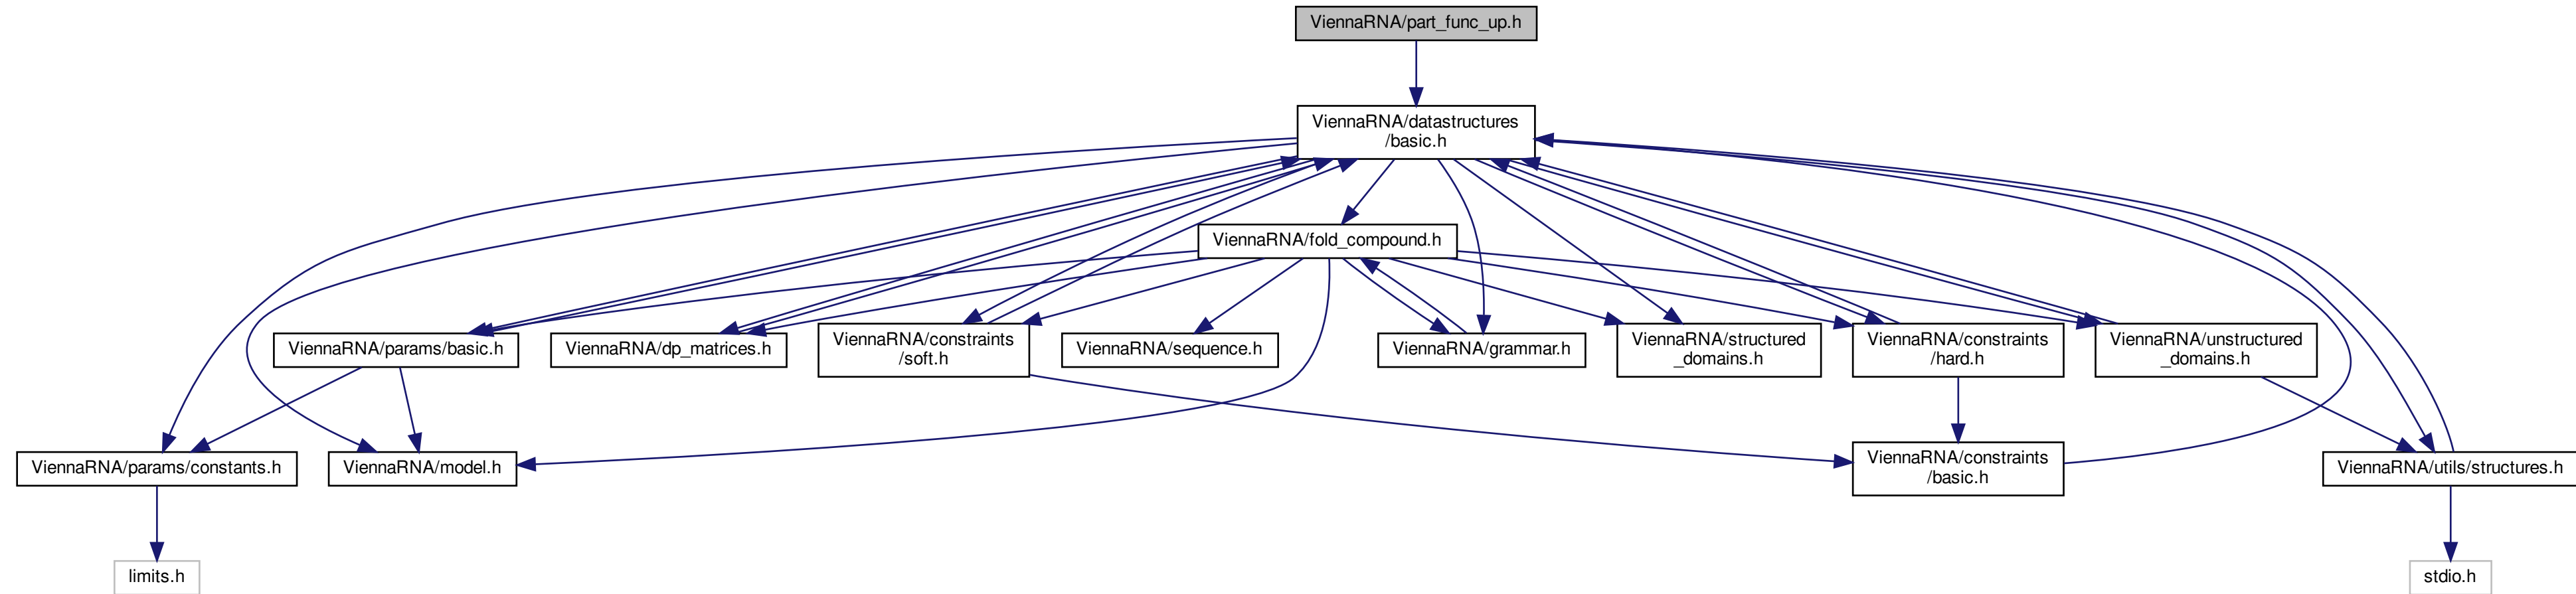 ViennaRNA/part_func_up.h
ViennaRNA/datastructures
/basic.h
ViennaRNA/fold_compound.h
ViennaRNA/params/basic.h
ViennaRNA/dp_matrices.h
ViennaRNA/constraints
/soft.h
ViennaRNA/sequence.h
ViennaRNA/grammar.h
ViennaRNA/structured
_domains.h
ViennaRNA/constraints
/hard.h
ViennaRNA/unstructured
_domains.h
ViennaRNA/params/constants.h
ViennaRNA/model.h
ViennaRNA/constraints
/basic.h
ViennaRNA/utils/structures.h
limits.h
stdio.h